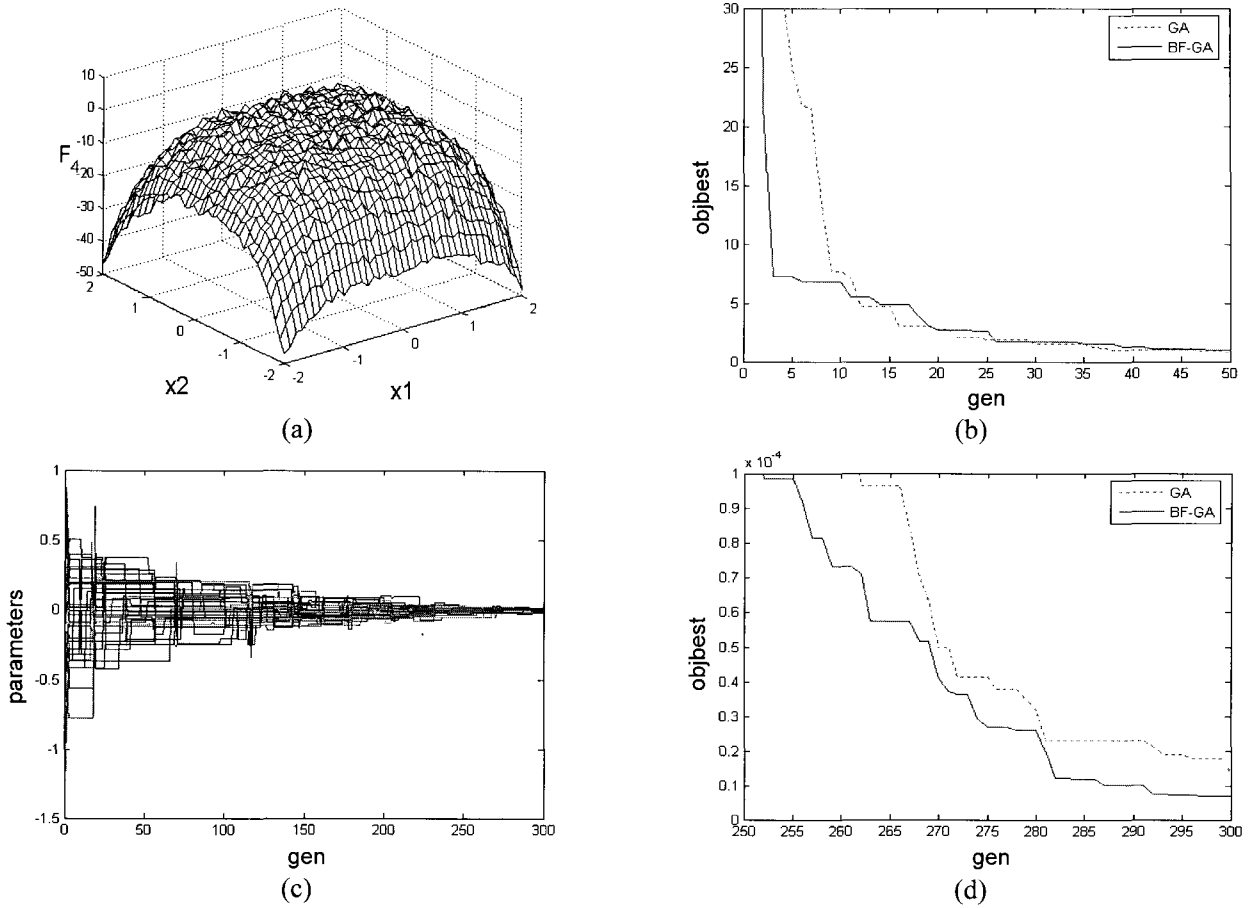 10
0
-10
-20
-30
-40
-50
F4
2
1
0
-1
-2
x2
-2
-1
0
1
2
x1
(a)
30
25
20
15
10
5
0
objbest
GA
BF-GA
0 5 10 15 20 25 30 35 40 45 50
gen
(b)
1
0.5
0
-0.5
-1
-1.5
parameters
0 50 100 150 200 250 300
gen
(c)
x 10^-4
1
0.9
0.8
0.7
0.6
0.5
0.4
0.3
0.2
0.1
0
objbest
GA
BF-GA
250 255 260 265 270 275 280 285 290 295 300
gen
(d)